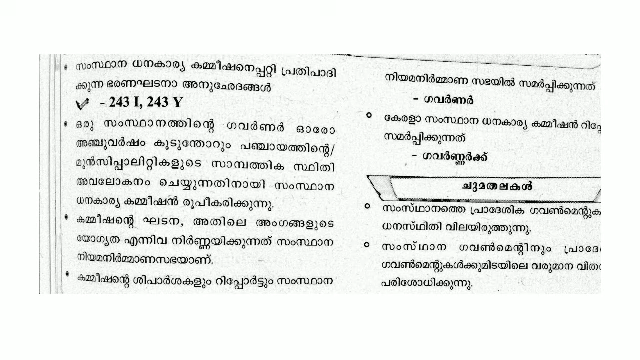 സംസ്ഥാന ധനകാര്യ കമ്മീഷനെപ്പറ്റി പ്രതിപാദി
ക്കുന്ന ഭരണഘടനാ അനുച്ഛേദങ്ങൾ
- 243 I, 243 Y
ഒരു സംസ്ഥാനത്തിന്റെ ഗവർണർ ഓരോ
അഞ്ചുവർഷം കൂടുന്തോറും പഞ്ചായത്തിന്റെ/
മുൻസിപ്പാലിറ്റികളുടെ സാമ്പത്തിക സ്ഥിതി
അവലോകനം ചെയ്യുന്നതിനായി സംസ്ഥാന
ധനകാര്യ കമ്മീഷൻ രൂപീകരിക്കുന്നു.
കമ്മീഷന്റെ ഘടന, അതിലെ അംഗങ്ങളുടെ
യോഗ്യത എന്നിവ നിർണ്ണയിക്കുന്നത് സംസ്ഥാന
നിയമനിർമ്മാണസഭയാണ്.
കമ്മീഷന്റെ ശിപാർശകളും റിപ്പോർട്ടും സംസ്ഥാന
നിയമനിർമ്മാണ സഭയിൽ സമർപ്പിക്കുന്നത്
- ഗവർണർ
കേരളാ സംസ്ഥാന ധനകാര്യ കമ്മീഷൻ റിപ്പോ
സമർപ്പിക്കുന്നത്
- ഗവർണ്ണർക്ക്
ചുമതലകൾ
സംസ്ഥാനത്തെ പ്രാദേശിക ഗവൺമെന്റുക
ധനസ്ഥിതി വിലയിരുത്തുന്നു.
സംസ്ഥാന ഗവൺമെന്റിനും പ്രാദേ
ഗവൺമെന്റുകൾക്കുമിടയിലെ വരുമാന വിത
പരിശോധിക്കുന്നു.